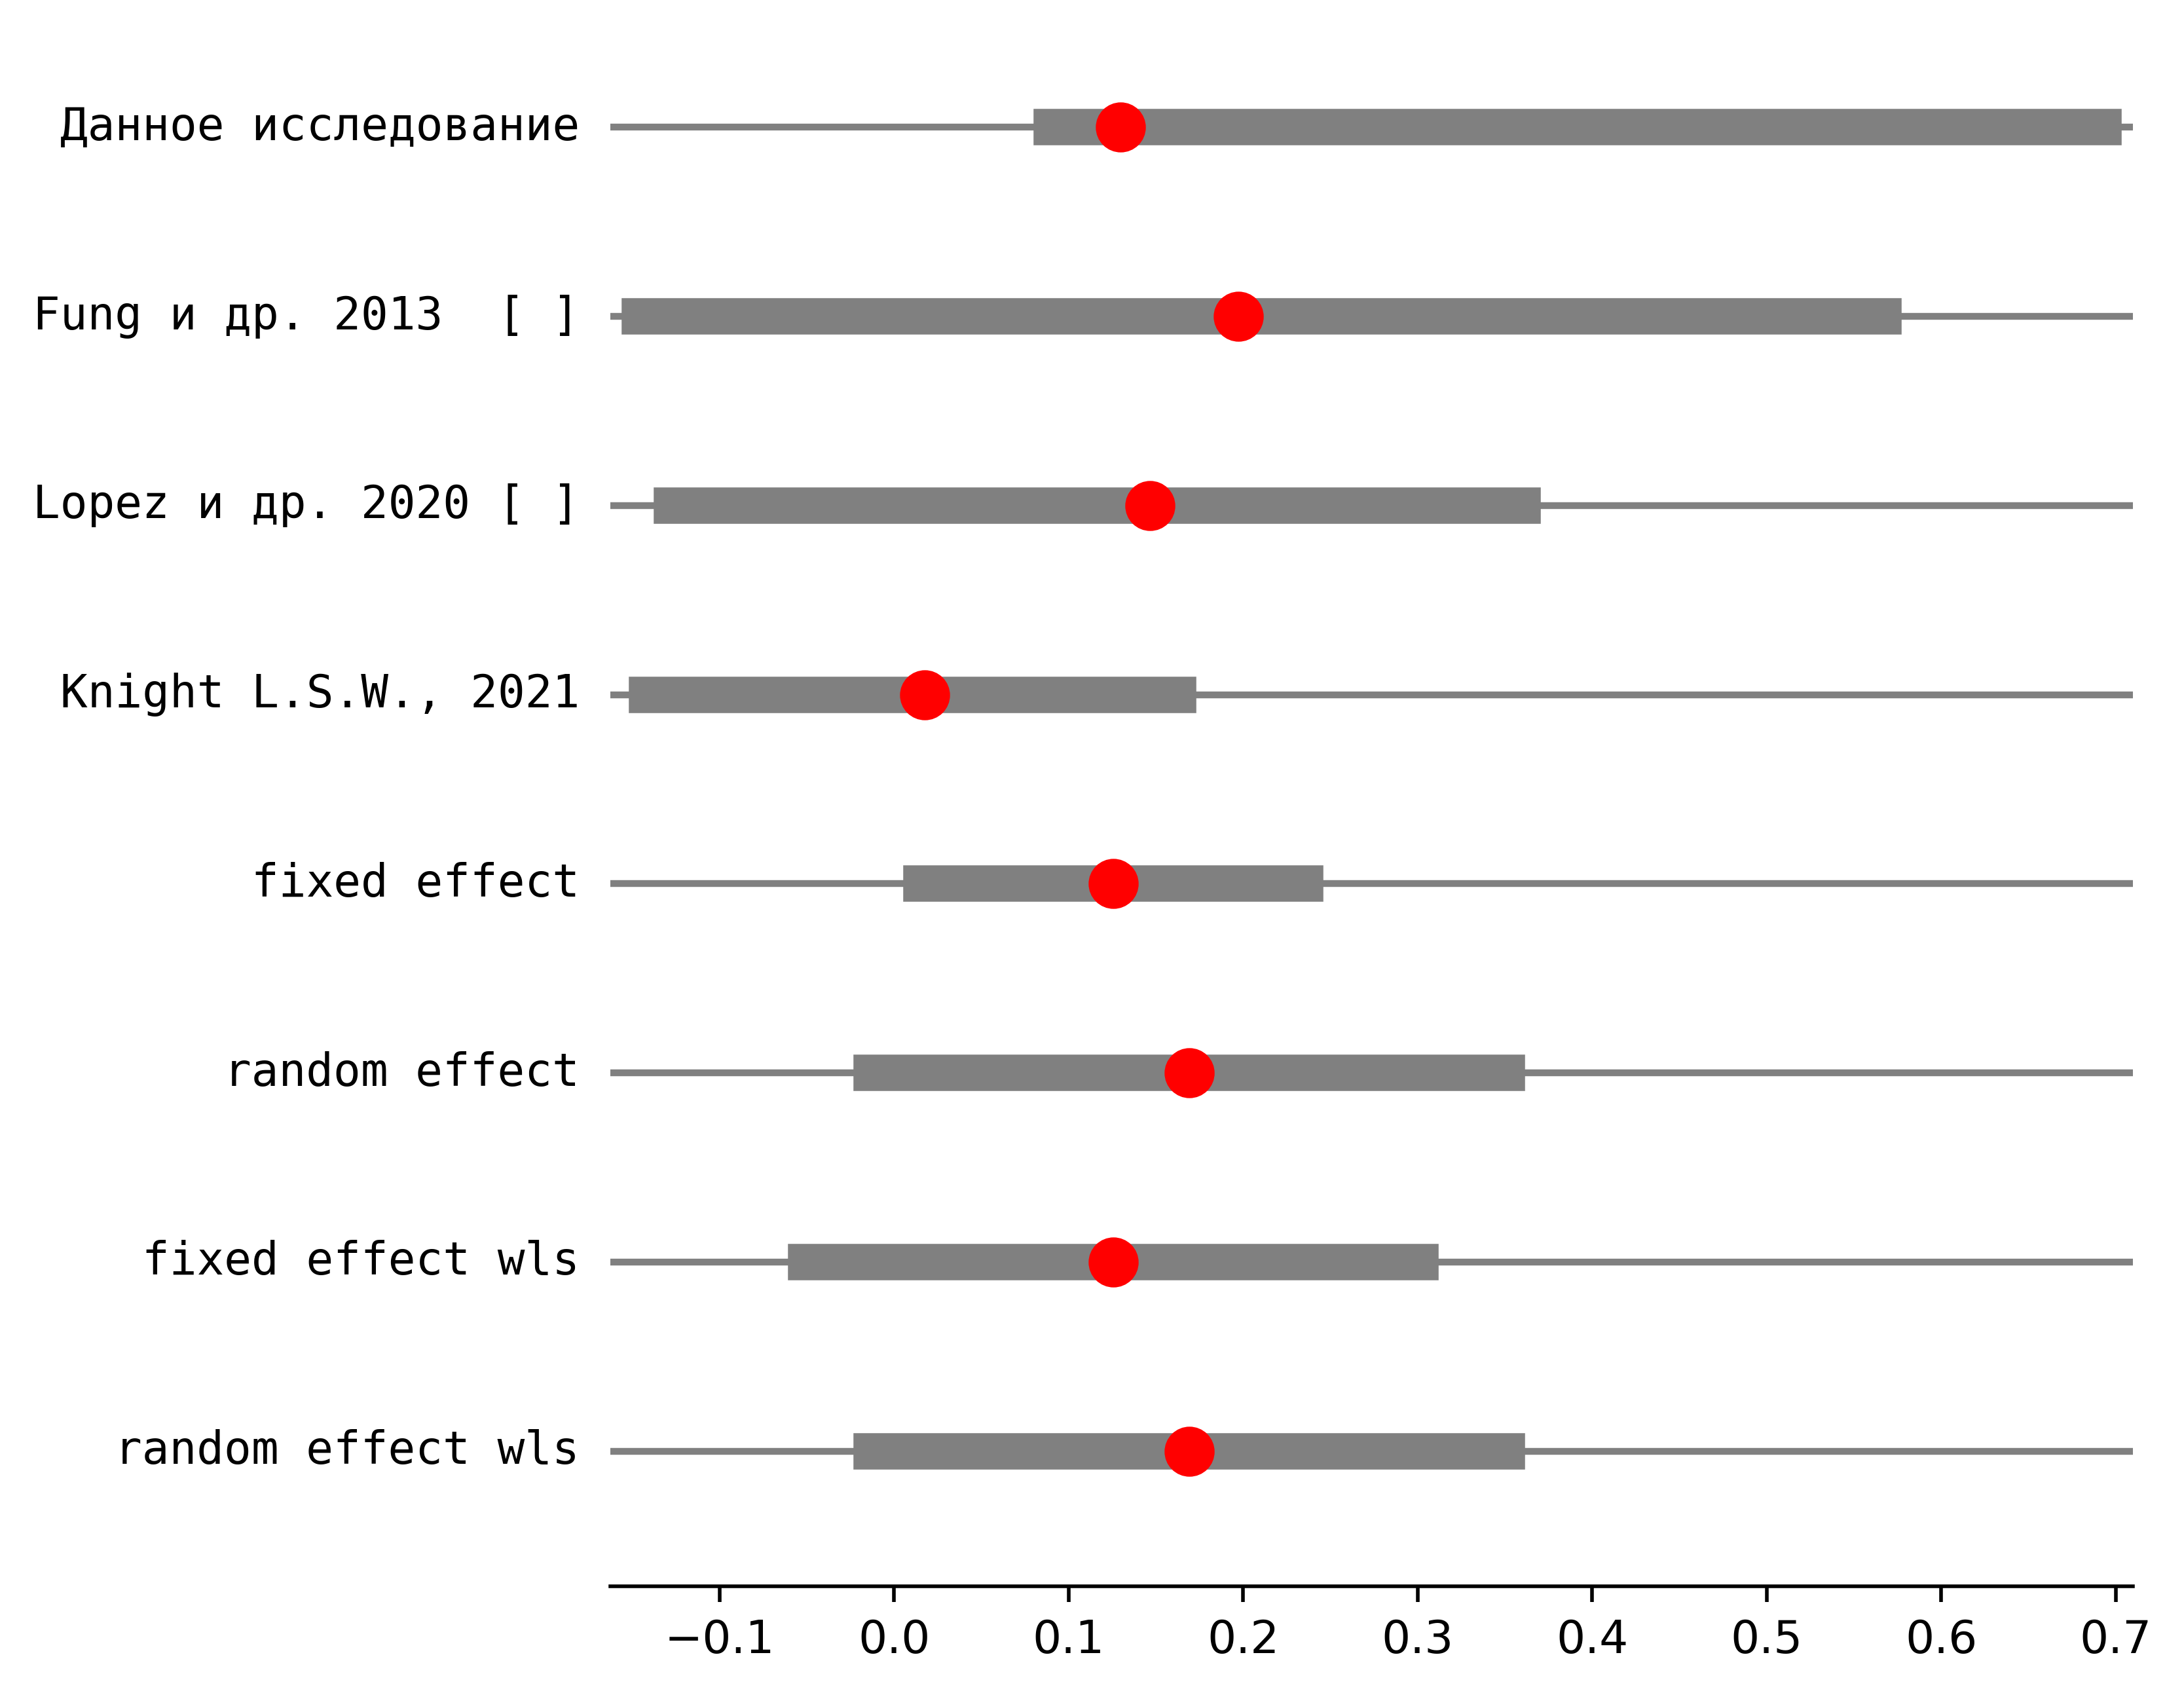 Данное исследование
Fung и др. 2013  [ ]
Lopez и др. 2020 [ ]
Knight L.S.W., 2021
fixed effect
random effect
fixed effect wls
random effect wls
−0.1 0.0 0.1 0.2 0.3 0.4 0.5 0.6 0.7